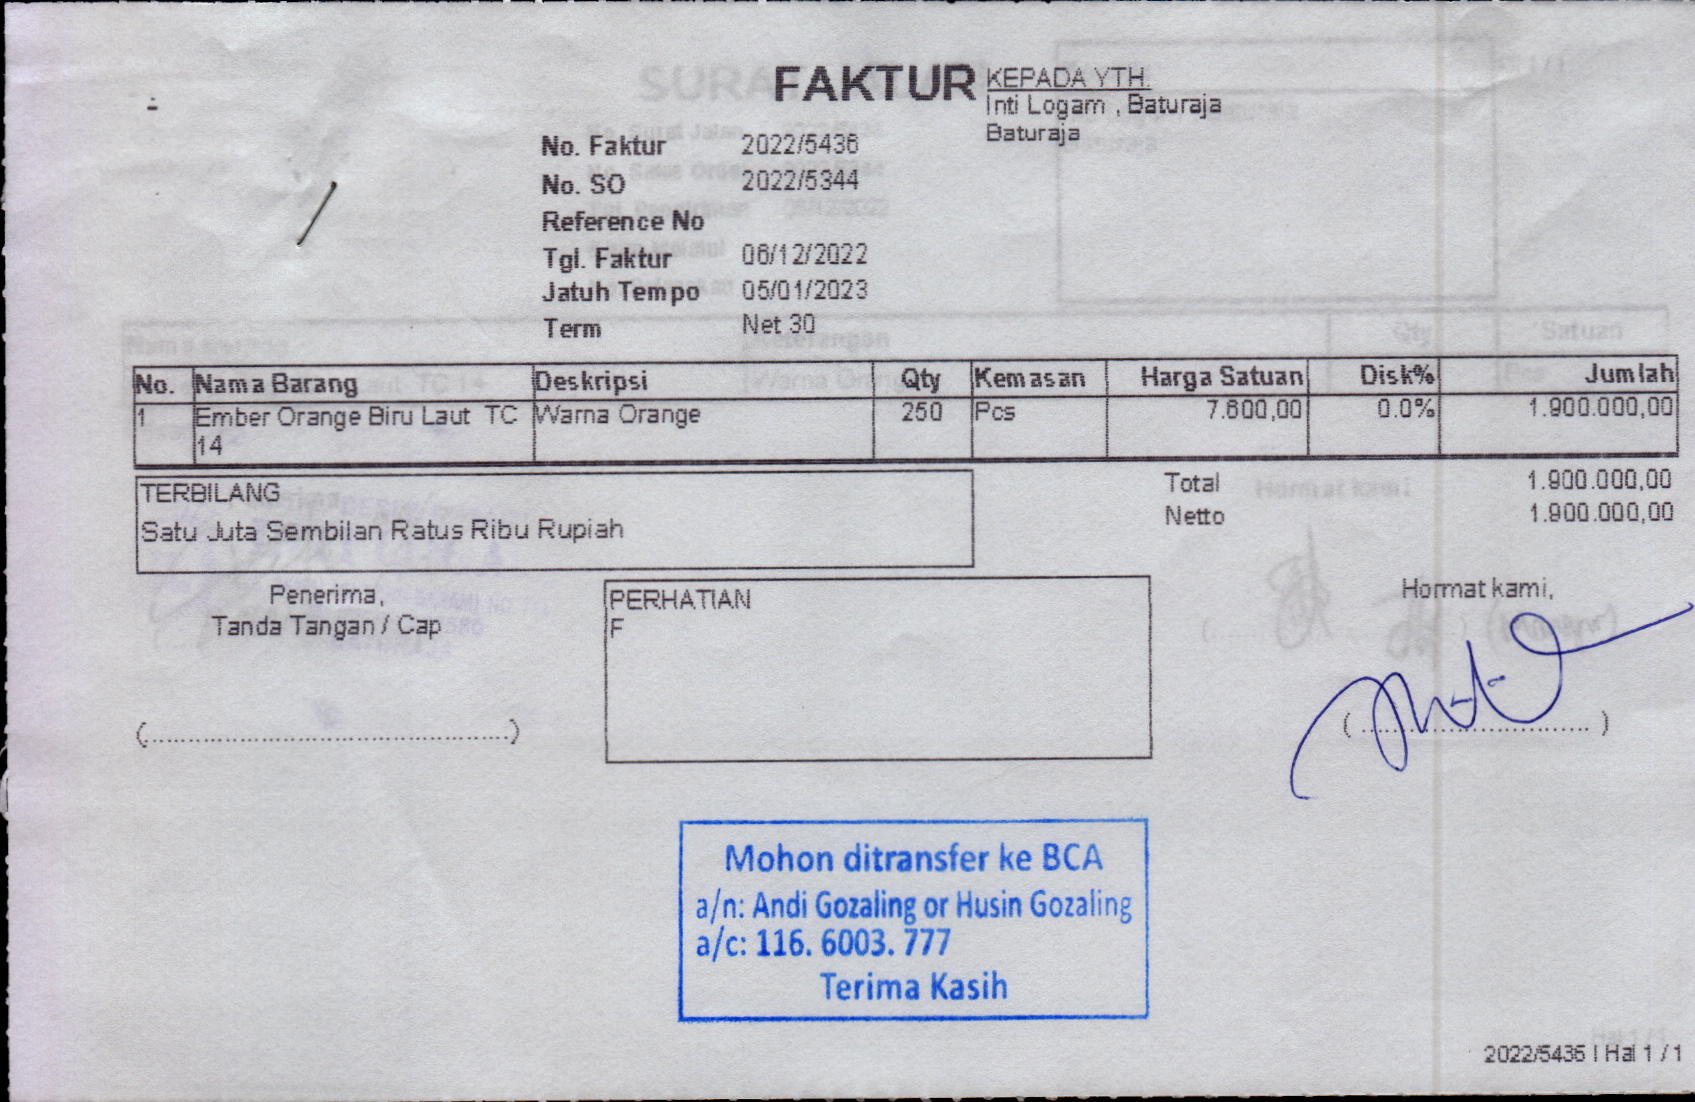 FAKTUR
KEPADA YTH.
Inti Logam , Baturaja
Baturaja
No. Faktur 2022/5436
No. SO 2022/5344
Reference No
Tgl. Faktur 06/12/2022
Jatuh Tempo 05/01/2023
Term Net 30
No. Nama Barang Deskripsi Qty Kemasan Harga Satuan Disk% Jumlah
1 Ember Orange Biru Laut TC Warna Orange 250 Pcs 7.600,00 0.0% 1.900.000,00
14
TERBILANG
Satu Juta Sembilan Ratus Ribu Rupiah
Total 1.900.000,00
Netto 1.900.000,00
Penerima,
Tanda Tangan / Cap
(..................................................)
PERHATIAN
F
Hormat kami,
( ................................ )
Mohon ditransfer ke BCA
a/n: Andi Gozaling or Husin Gozaling
a/c: 116. 6003. 777
Terima Kasih
2022/5436 | Hal 1 / 1